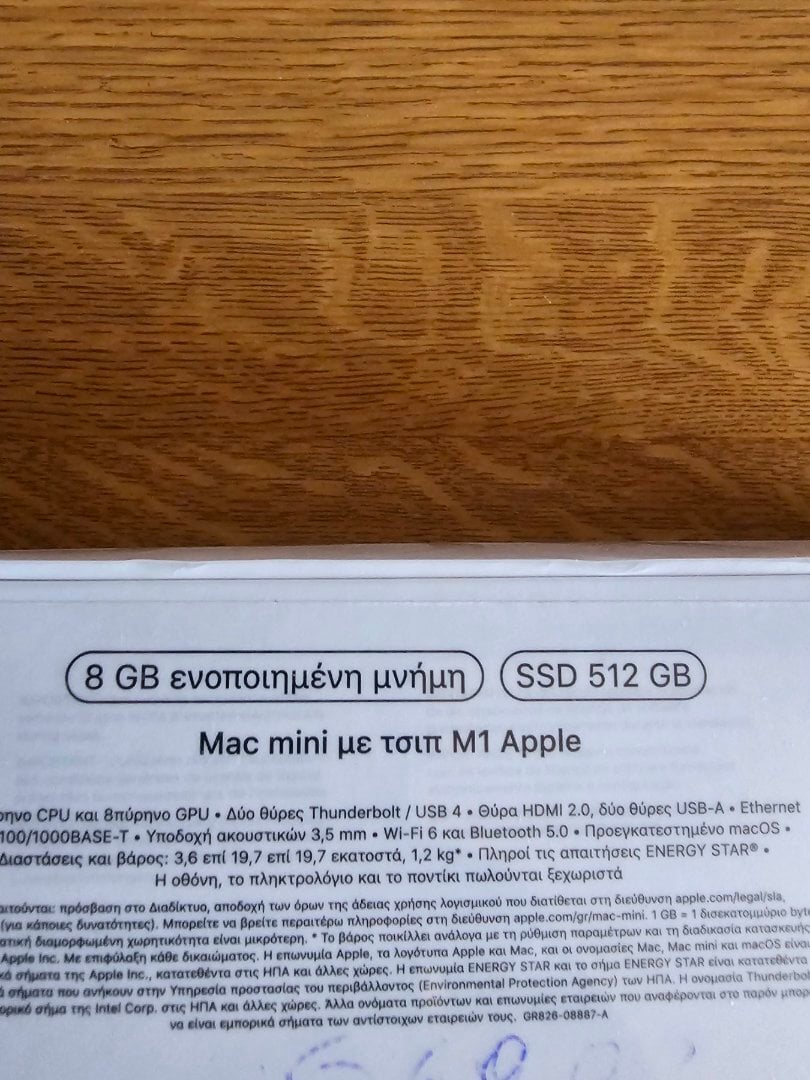 8 GB ενοποιημένη μνήμη SSD 512 GB
Mac mini με τσιπ M1 Apple
CPU και 8πύρηνο GPU • Δύο θύρες Thunderbolt / USB 4 • Θύρα HDMI 2.0, δύο θύρες USB-A • Ethernet
100/1000BASE-T • Υποδοχή ακουστικών 3,5 mm • Wi-Fi 6 και Bluetooth 5.0 • Προεγκατεστημένο macOS •
Διαστάσεις και βάρος: 3,6 επί 19,7 επί 19,7 εκατοστά, 1,2 kg* • Πληροί τις απαιτήσεις ENERGY STAR® •
Η οθόνη, το πληκτρολόγιο και το ποντίκι πωλούνται ξεχωριστά
πρόσβαση στο Διαδίκτυο, αποδοχή των όρων της άδειας χρήσης λογισμικού που διατίθεται στη διεύθυνση apple.com/legal/sla,
(για κάποιες δυνατότητες). Μπορείτε να βρείτε περαιτέρω πληροφορίες στη διεύθυνση apple.com/gr/mac-mini. 1 GB = 1 δισεκατομμύριο byte
διαμορφωμένη χωρητικότητα είναι μικρότερη. * Το βάρος ποικίλλει ανάλογα με τη ρύθμιση παραμέτρων και τη διαδικασία κατασκευής
Apple Inc. Με επιφύλαξη κάθε δικαιώματος. Η επωνυμία Apple, τα λογότυπα Apple και Mac, και οι ονομασίες Mac, Mac mini και macOS είναι
σήματα της Apple Inc., κατατεθέντα στις ΗΠΑ και άλλες χώρες. Η επωνυμία ENERGY STAR και το σήμα ENERGY STAR είναι κατατεθέντα
σήματα που ανήκουν στην Υπηρεσία προστασίας του περιβάλλοντος (Environmental Protection Agency) των ΗΠΑ. Η ονομασία Thunderbolt
σήμα της Intel Corp. στις ΗΠΑ και άλλες χώρες. Άλλα ονόματα προϊόντων και επωνυμίες εταιρειών που αναφέρονται στο παρόν
να είναι εμπορικά σήματα των αντίστοιχων εταιρειών τους. GR826-08887-A